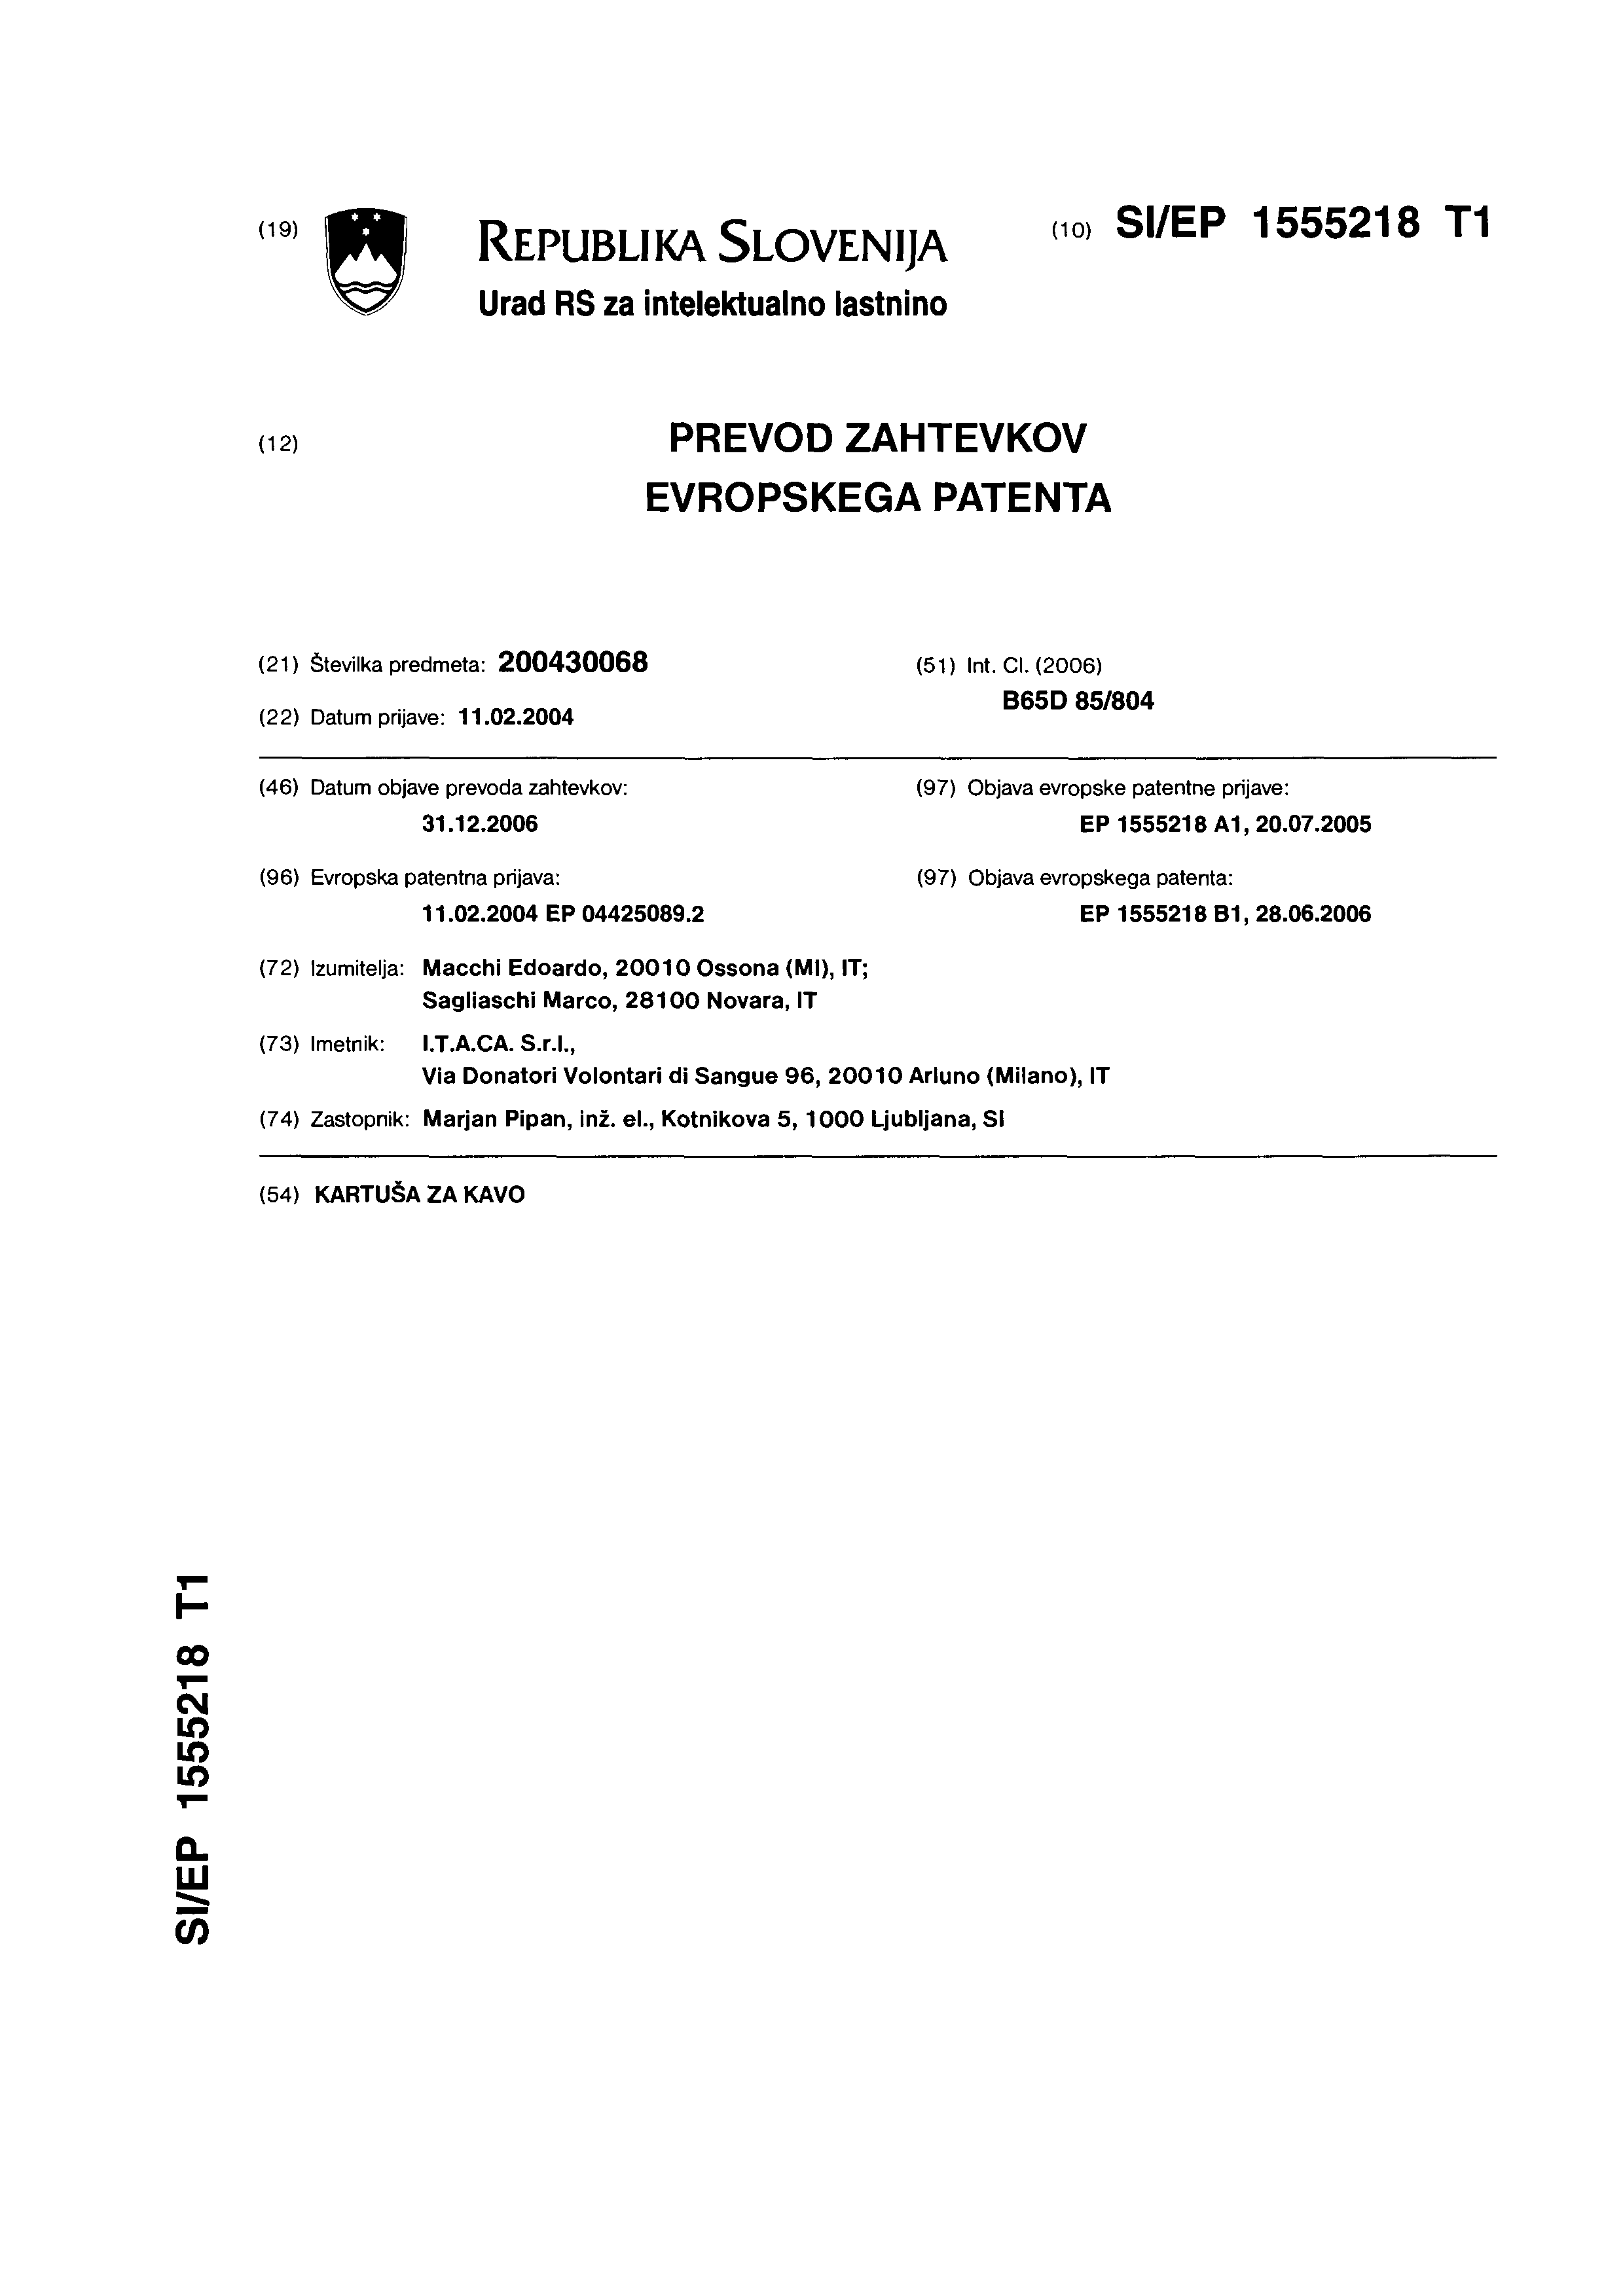 (19)
REPUBLIKA SLOVENIJA
Urad RS za intelektualno lastnino
(10) SI/EP 1555218 T1
(12)
PREVOD ZAHTEVKOV
EVROPSKEGA PATENTA
(21) Številka predmeta: 200430068
(22) Datum prijave: 11.02.2004
(51) Int. Cl. (2006)
B65D 85/804
(46) Datum objave prevoda zahtevkov:
31.12.2006
(97) Objava evropske patentne prijave:
EP 1555218 A1, 20.07.2005
(96) Evropska patentna prijava:
11.02.2004 EP 04425089.2
(97) Objava evropskega patenta:
EP 1555218 B1, 28.06.2006
(72) Izumitelja: Macchi Edoardo, 20010 Ossona (MI), IT;
Sagliaschi Marco, 28100 Novara, IT
(73) Imetnik: I.T.A.CA. S.r.l.,
Via Donatori Volontari di Sangue 96, 20010 Arluno (Milano), IT
(74) Zastopnik: Marjan Pipan, inž. el., Kotnikova 5, 1000 Ljubljana, SI
(54) KARTUŠA ZA KAVO
SI/EP 1555218 T1